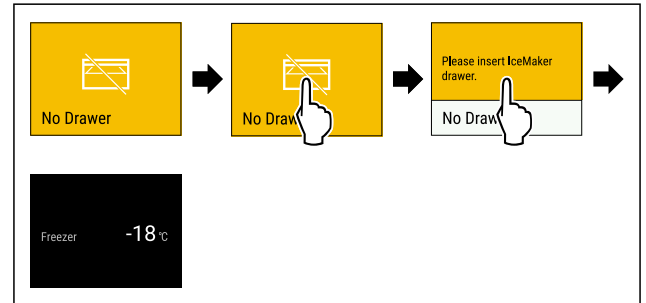 No Drawer
No Draw
Please insert IceMaker
drawer.
No Draw
Freezer -18 °C